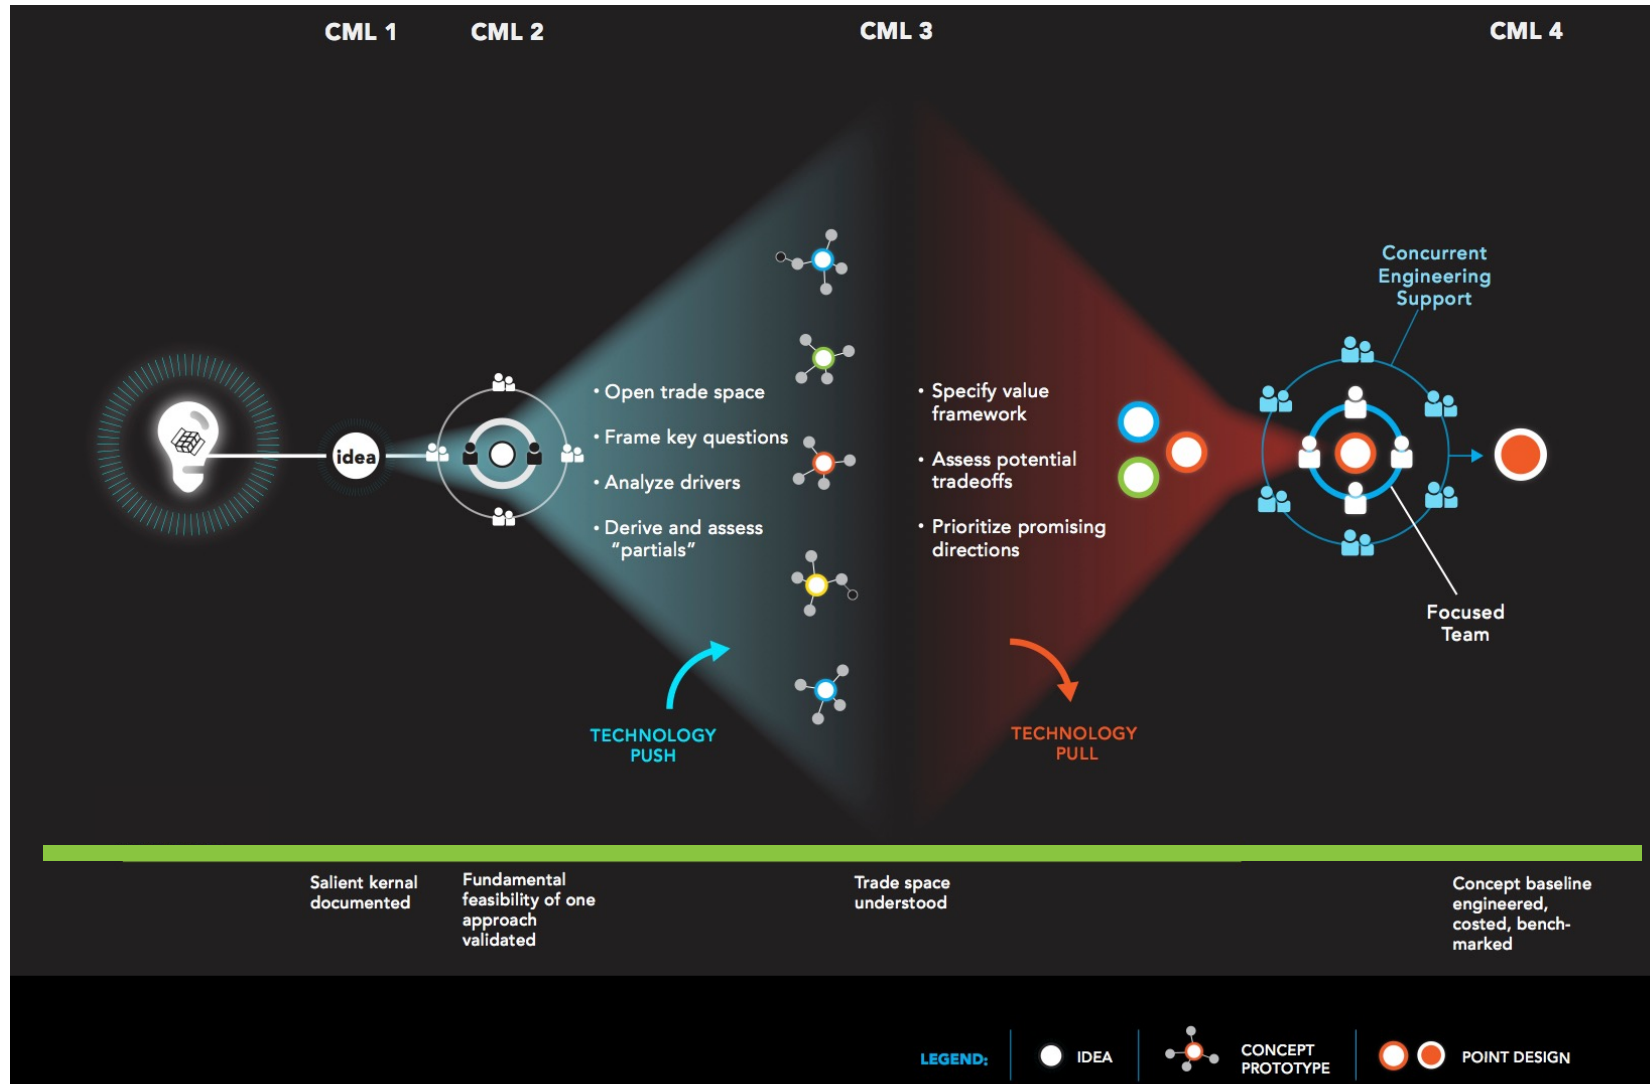 CML 1
CML 2
CML 3
CML 4
idea
• Open trade space
• Frame key questions
• Analyze drivers
• Derive and assess
"partials"
TECHNOLOGY
PUSH
• Specify value
framework
• Assess potential
tradeoffs
• Prioritize promising
directions
TECHNOLOGY
PULL
Concurrent
Engineering
Support
Focused
Team
Salient kernal
documented
Fundamental
feasibility of one
approach
validated
Trade space
understood
Concept baseline
engineered,
costed, bench-
marked
LEGEND:
IDEA
CONCEPT
PROTOTYPE
POINT DESIGN